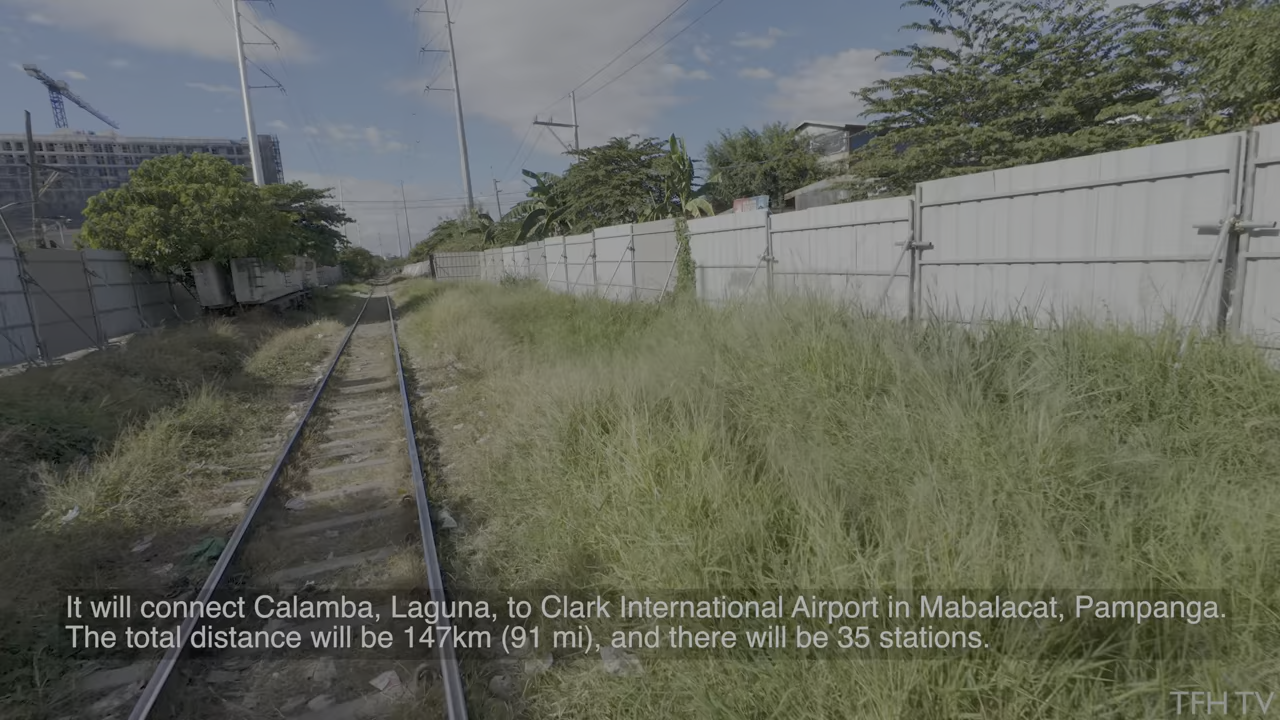 It will connect Calamba, Laguna, to Clark International Airport in Mabalacat, Pampanga.
The total distance will be 147km (91 mi), and there will be 35 stations.
TFH TV